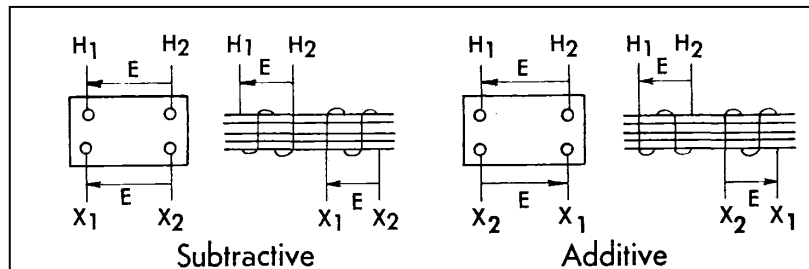 H1 H2 H1 H2 H1 H2 H1 H2
E E E E
E E E E
X1 X2 X1 X2 X2 X1 X2 X1
Subtractive Additive